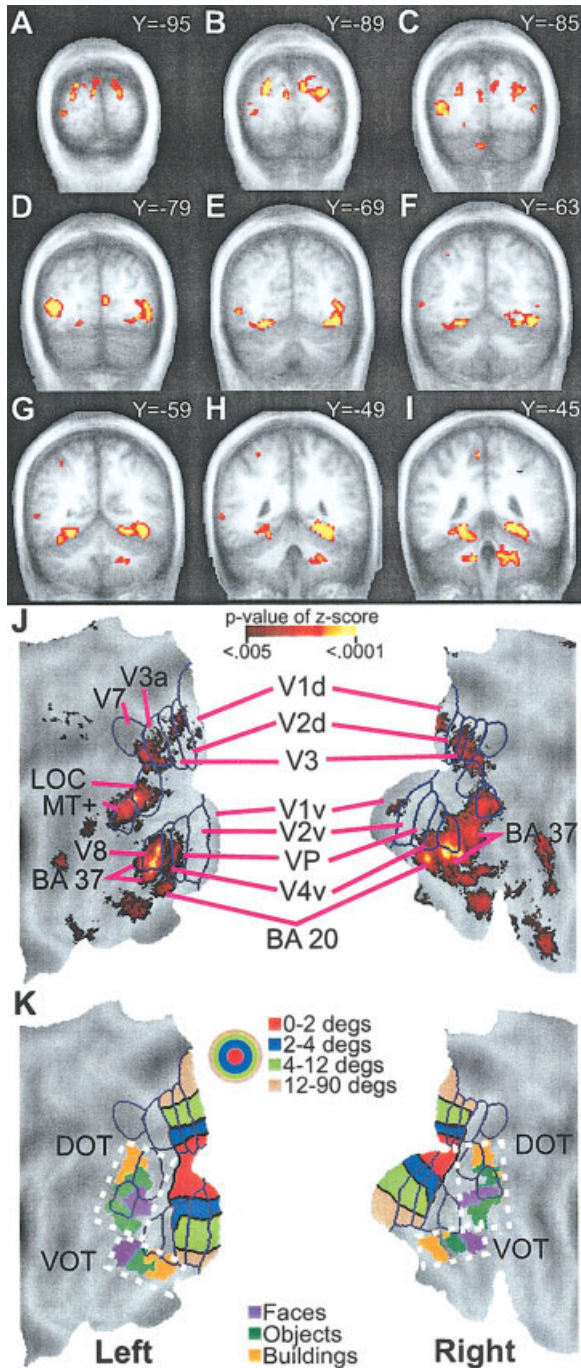 A Y=-95 B Y=-89 C Y=-85
D Y=-79 E Y=-69 F Y=-63
G Y=-59 H Y=-49 I Y=-45
J p-value of z-score
<.005 <.0001
V3a
V7
V1d
V2d
V3
LOC
MT+
V1v
V2v
V8 VP BA 37
BA 37 V4v
BA 20
K
0-2 degs
2-4 degs
4-12 degs
12-90 degs
DOT DOT
VOT VOT
Faces
Objects
Buildings
Left Right